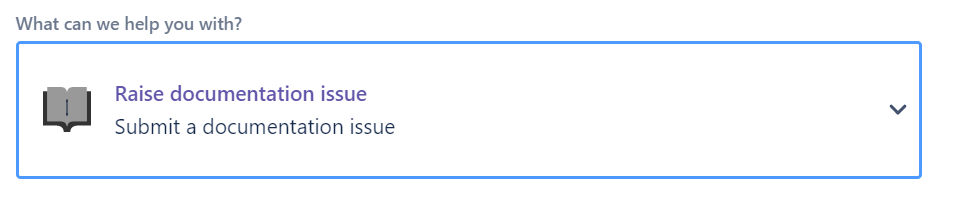 What can we help you with?
Raise documentation issue
Submit a documentation issue